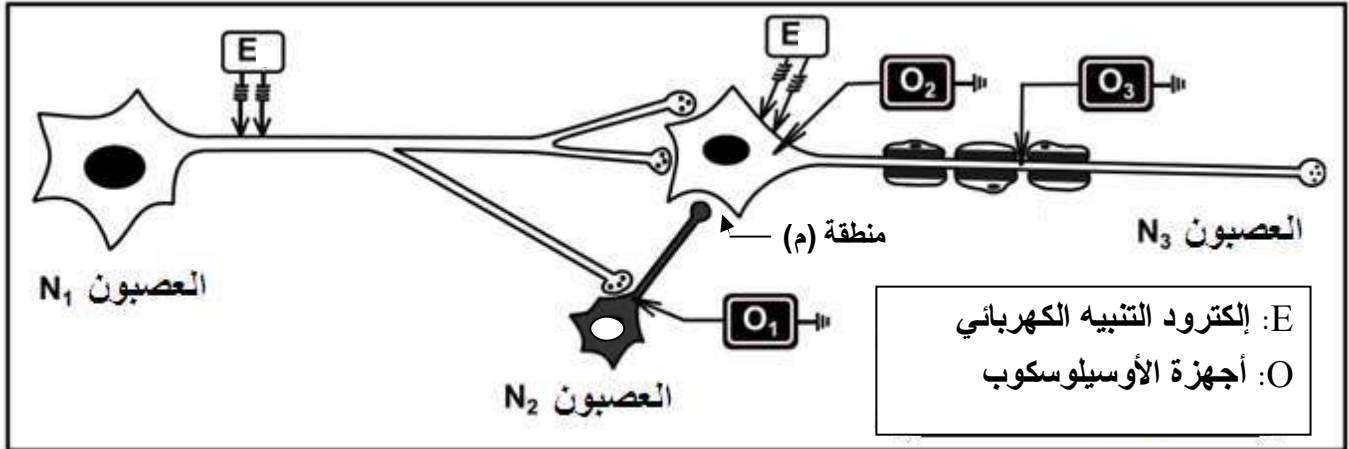 E
E
O₂
O₃
منطقة (م)
العصبون N₃
العصبون N₁
O₁
E: إلكترود التنبيه الكهربائي
O: أجهزة الأوسيلوسكوب
العصبون N₂